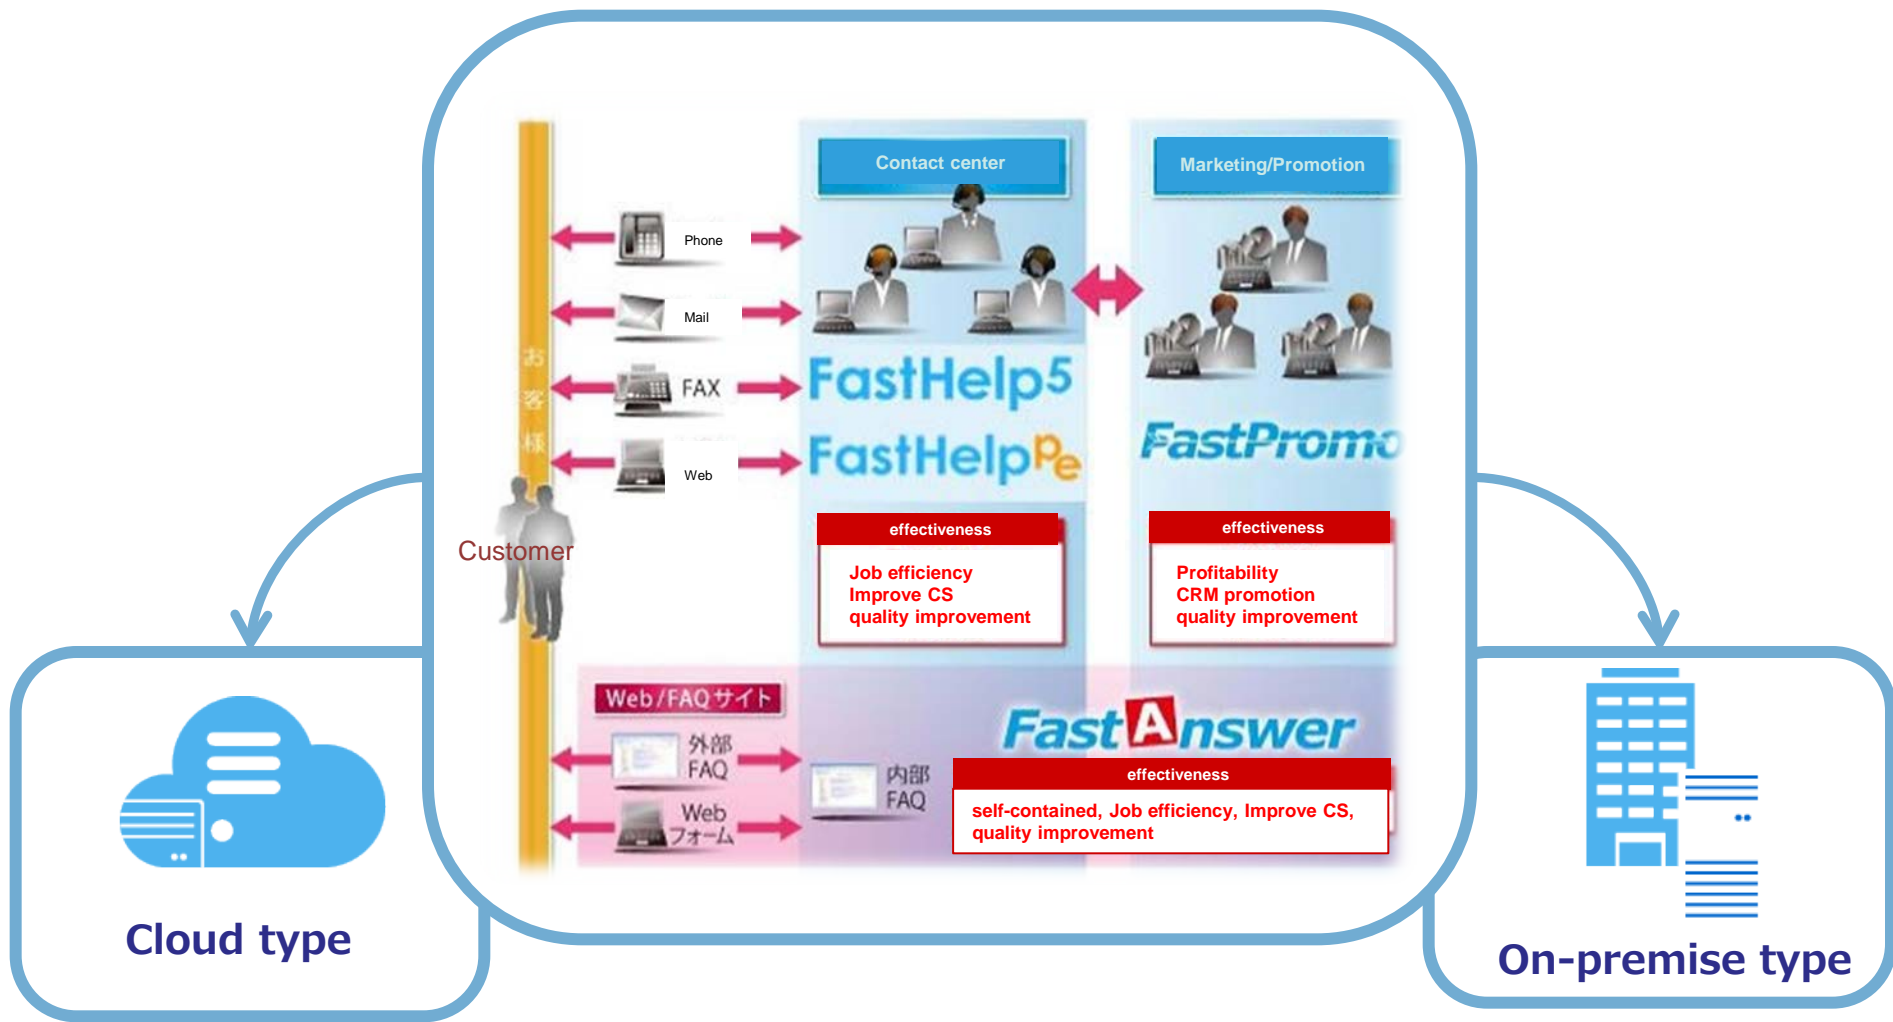 Contact center
Marketing/Promotion
Phone
Mail
FAX
Web
お客様
Customer
FastHelp5
FastHelppe
FastPromo
effectiveness
Job efficiency
Improve CS
quality improvement
effectiveness
Profitability
CRM promotion
quality improvement
Web/FAQサイト
外部
FAQ
Web
フォーム
内部
FAQ
FastAnswer
effectiveness
self-contained, Job efficiency, Improve CS,
quality improvement
Cloud type
On-premise type